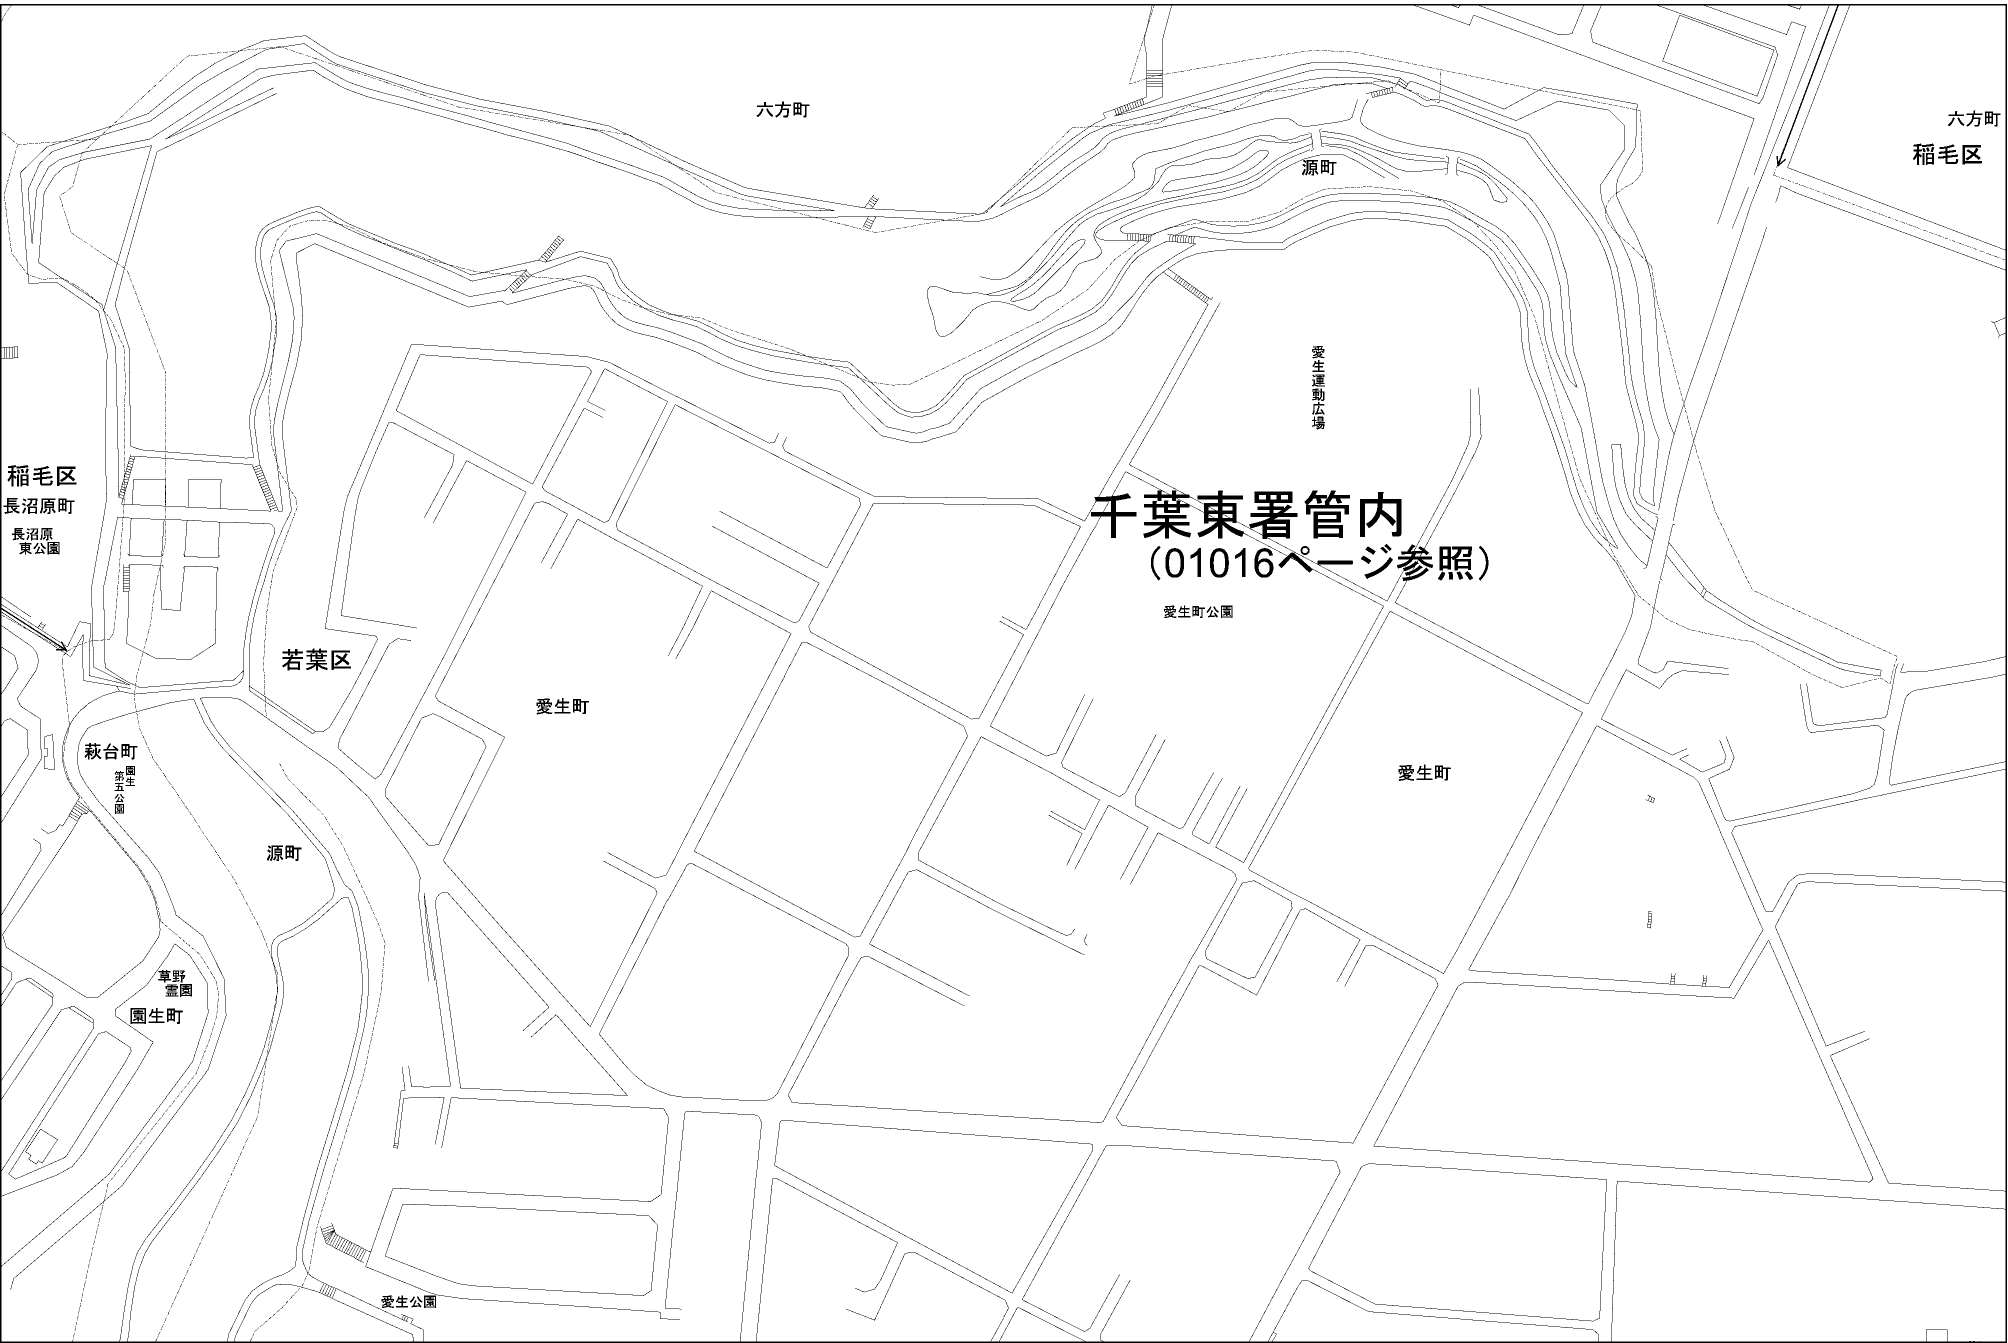 六方町
六方町
稲毛区
源町
愛生運動広場
稲毛区
長沼原町
長沼原
東公園
千葉東署管内
（01016ページ参照）
愛生町公園
若葉区
愛生町
萩台町
園生
第五公園
愛生町
源町
草野
霊園
園生町
愛生公園